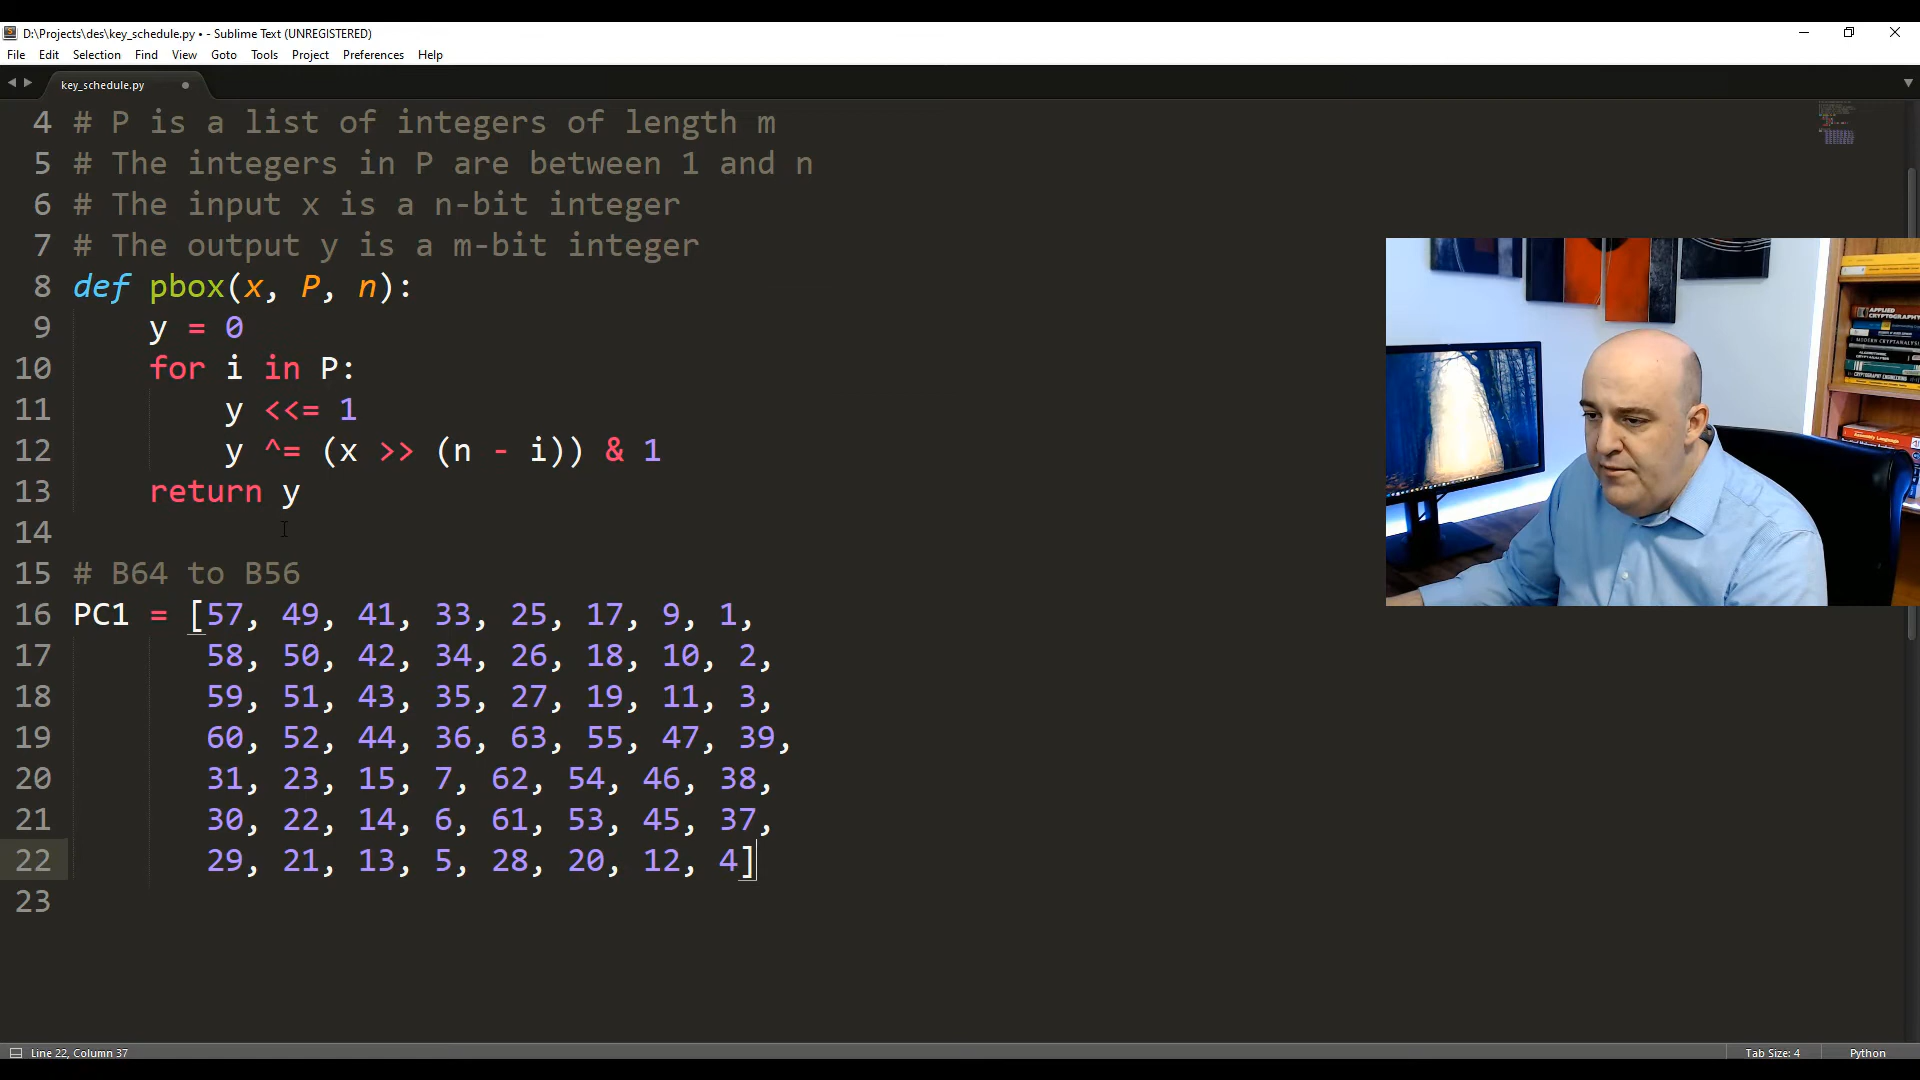 D:\Projects\des\key_schedule.py • - Sublime Text (UNREGISTERED)
File Edit Selection Find View Goto Tools Project Preferences Help
key_schedule.py
4 # P is a list of integers of length m
5 # The integers in P are between 1 and n
6 # The input x is a n-bit integer
7 # The output y is a m-bit integer
8 def pbox(x, P, n):
9 y = 0
10 for i in P:
11 y <<= 1
12 y ^= (x >> (n - i)) & 1
13 return y
14
15 # B64 to B56
16 PC1 = [57, 49, 41, 33, 25, 17, 9, 1,
17 58, 50, 42, 34, 26, 18, 10, 2,
18 59, 51, 43, 35, 27, 19, 11, 3,
19 60, 52, 44, 36, 63, 55, 47, 39,
20 31, 23, 15, 7, 62, 54, 46, 38,
21 30, 22, 14, 6, 61, 53, 45, 37,
22 29, 21, 13, 5, 28, 20, 12, 4]
23
APPLIED
CRYPTOGRAPHY
MODERN CRYPTANALYSIS
CRYPTOGRAPHY ENGINEERING
Line 22, Column 37
Tab Size: 4
Python